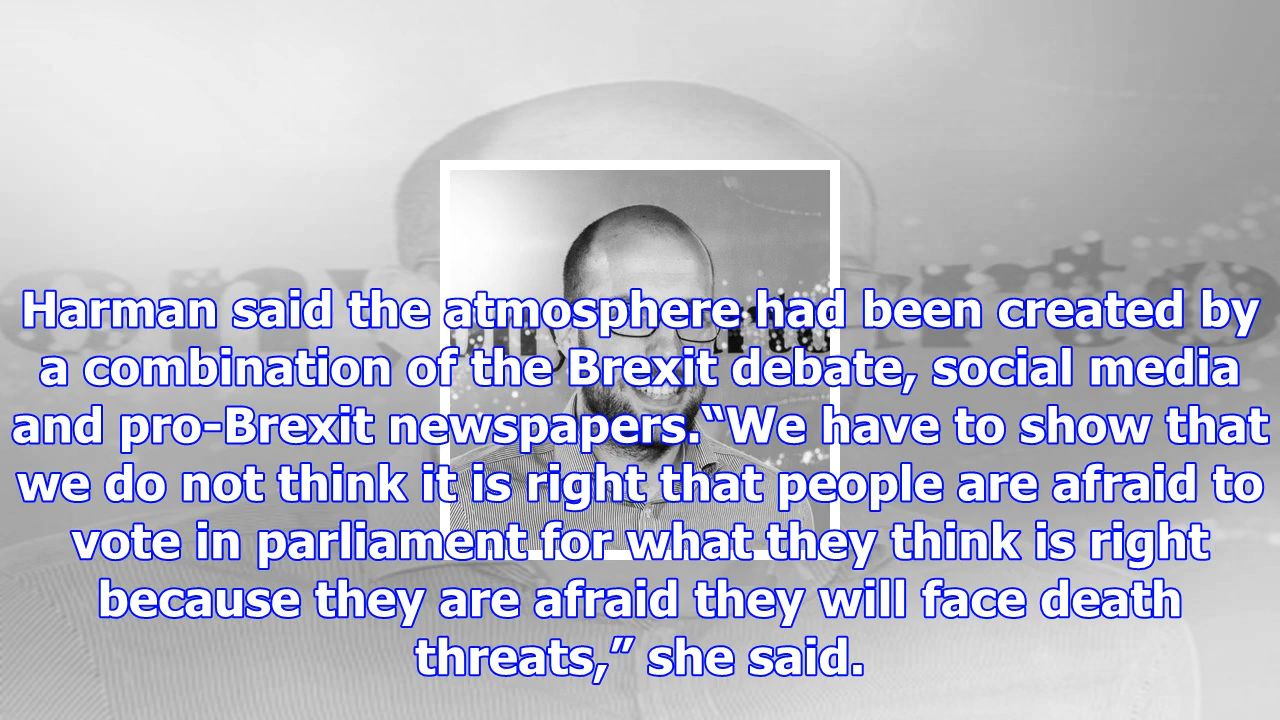 Harman said the atmosphere had been created by
a combination of the Brexit debate, social media
and pro-Brexit newspapers.“We have to show that
we do not think it is right that people are afraid to
vote in parliament for what they think is right
because they are afraid they will face death
threats,” she said.